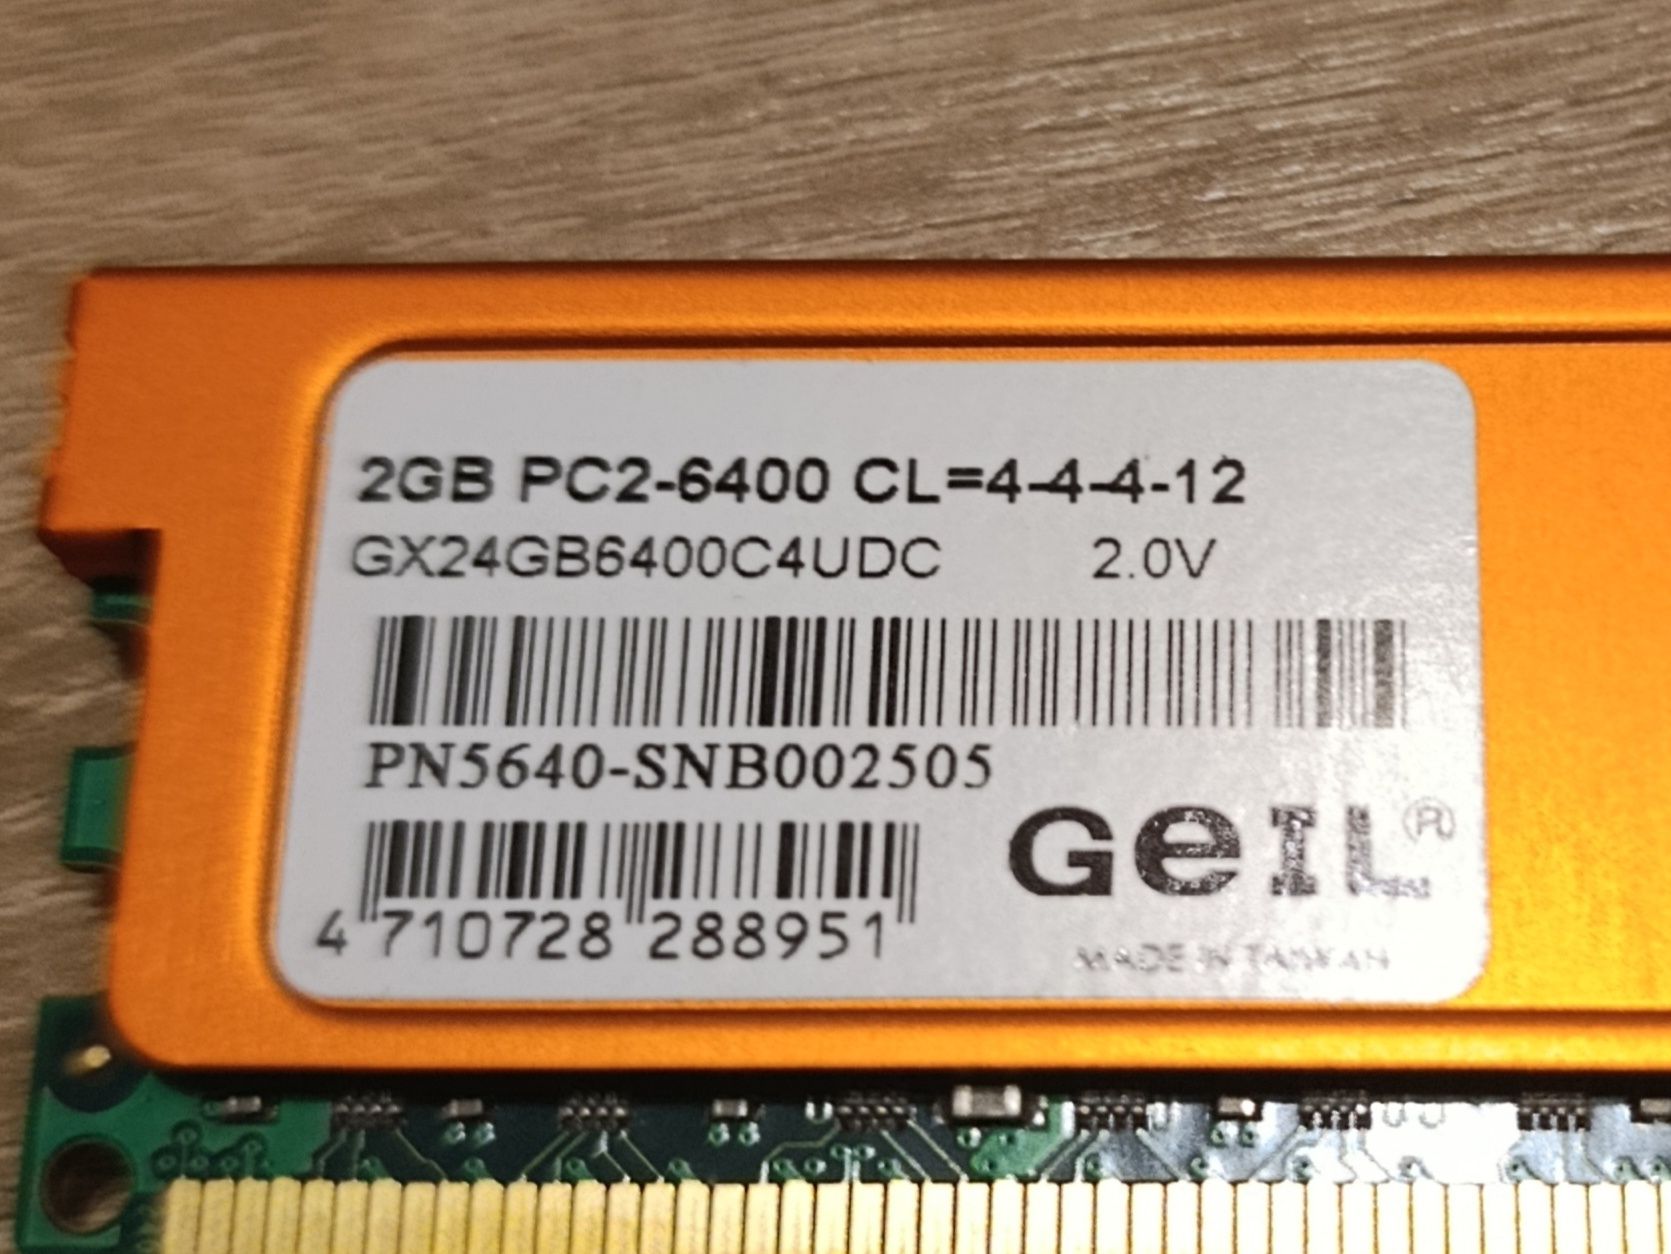 2GB PC2-6400 CL=4-4-4-12
GX24GB6400C4UDC 2.0V
PN5640-SNB002505
GeIL®
4 710728 288951
MADE IN TAIWAN